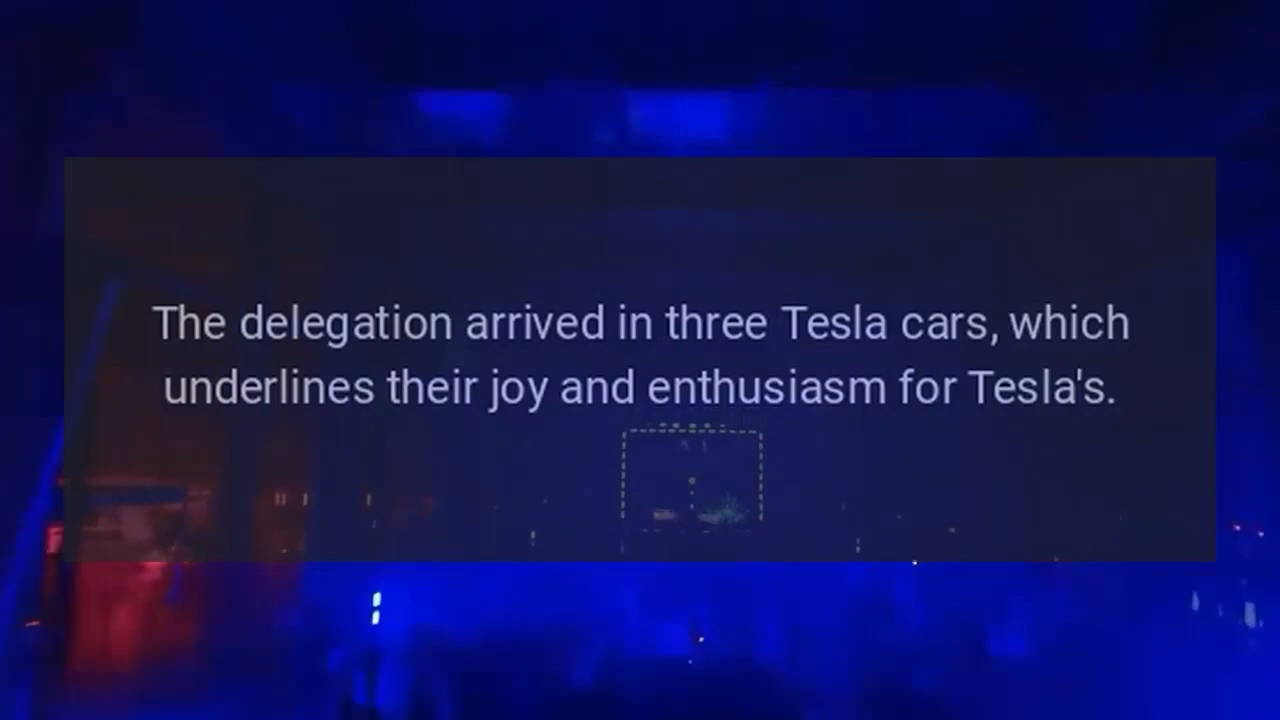 The delegation arrived in three Tesla cars, which
underlines their joy and enthusiasm for Tesla's.